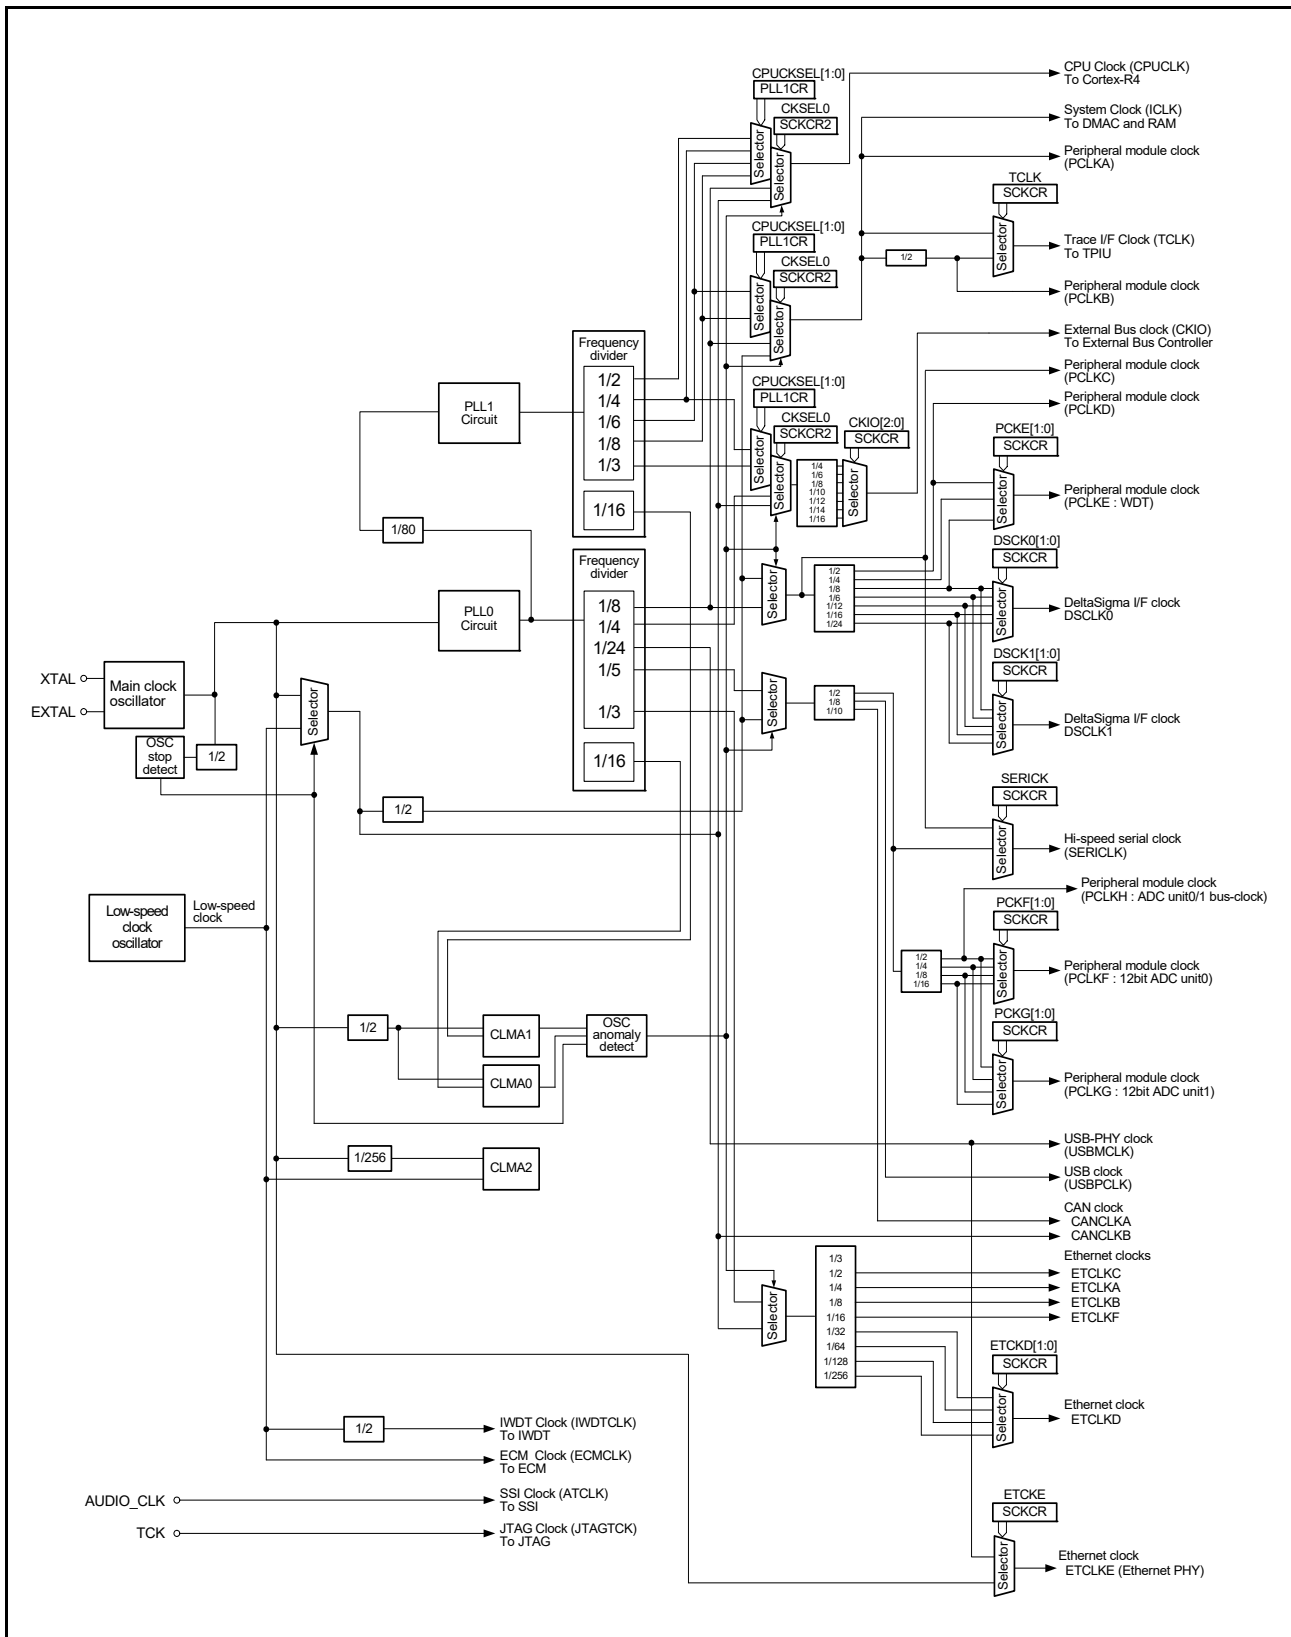 CPUCKSEL[1:0]
PLL1CR
CKSEL0
SCKCR2
Selector
Selector
CPU Clock (CPUCLK)
To Cortex-R4
System Clock (ICLK)
To DMAC and RAM
Peripheral module clock
(PCLKA)
TCLK
SCKCR
Selector
CPUCKSEL[1:0]
PLL1CR
CKSEL0
SCKCR2
Selector
Selector
1/2
Trace I/F Clock (TCLK)
To TPIU
Peripheral module clock
(PCLKB)
External Bus clock (CKIO)
To External Bus Controller
Peripheral module clock
(PCLKC)
Peripheral module clock
(PCLKD)
PLL1
Circuit
Frequency
divider
1/2
1/4
1/6
1/8
1/3
1/16
CPUCKSEL[1:0]
PLL1CR
CKSEL0
SCKCR2
Selector
Selector
CKIO[2:0]
SCKCR
1/4
1/6
1/8
1/10
1/12
1/14
1/16
Selector
PCKE[1:0]
SCKCR
Selector
Peripheral module clock
(PCLKE : WDT)
1/80
PLL0
Circuit
Frequency
divider
1/8
1/4
1/24
1/5
1/3
1/16
Selector
1/2
1/4
1/8
1/6
1/12
1/16
1/24
DSCK0[1:0]
SCKCR
Selector
DeltaSigma I/F clock
DSCLK0
DSCK1[1:0]
SCKCR
Selector
DeltaSigma I/F clock
DSCLK1
XTAL
EXTAL
Main clock
oscillator
OSC
stop
detect
1/2
Selector
1/2
Selector
1/2
1/8
1/10
SERICK
SCKCR
Selector
Hi-speed serial clock
(SERICLK)
Low-speed
clock
oscillator
Low-speed
clock
Peripheral module clock
(PCLKH : ADC unit0/1 bus-clock)
PCKF[1:0]
SCKCR
1/2
1/4
1/8
1/16
Selector
Peripheral module clock
(PCLKF : 12bit ADC unit0)
PCKG[1:0]
SCKCR
Selector
Peripheral module clock
(PCLKG : 12bit ADC unit1)
1/2
CLMA1
OSC
anomaly
detect
CLMA0
1/256
CLMA2
USB-PHY clock
(USBMCLK)
USB clock
(USBPCLK)
CAN clock
CANCLKA
CANCLKB
Ethernet clocks
ETCLKC
ETCLKA
ETCLKB
ETCLKF
Selector
1/3
1/2
1/4
1/8
1/16
1/32
1/64
1/128
1/256
ETCKD[1:0]
SCKCR
Selector
Ethernet clock
ETCLKD
1/2
IWDT Clock (IWDTCLK)
To IWDT
ECM Clock (ECMCLK)
To ECM
AUDIO_CLK
SSI Clock (ATCLK)
To SSI
TCK
JTAG Clock (JTAGTCK)
To JTAG
ETCKE
SCKCR
Selector
Ethernet clock
ETCLKE (Ethernet PHY)